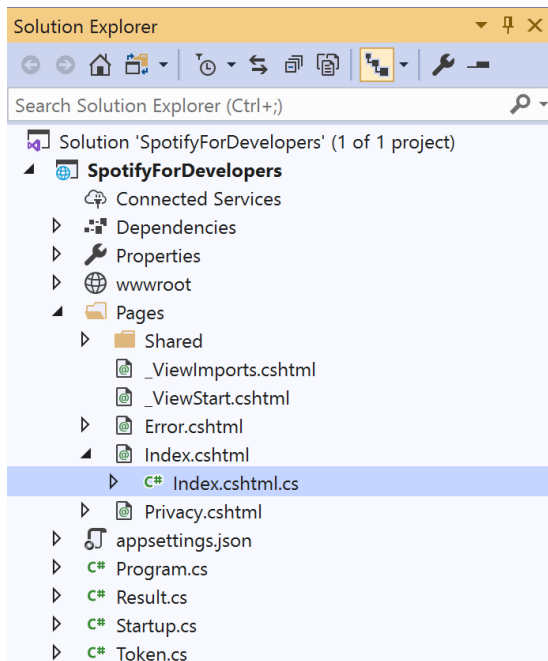 Solution Explorer
Search Solution Explorer (Ctrl+;)
Solution 'SpotifyForDevelopers' (1 of 1 project)
SpotifyForDevelopers
Connected Services
Dependencies
Properties
wwwroot
Pages
Shared
_ViewImports.cshtml
_ViewStart.cshtml
Error.cshtml
Index.cshtml
C# Index.cshtml.cs
Privacy.cshtml
appsettings.json
C# Program.cs
C# Result.cs
C# Startup.cs
C# Token.cs